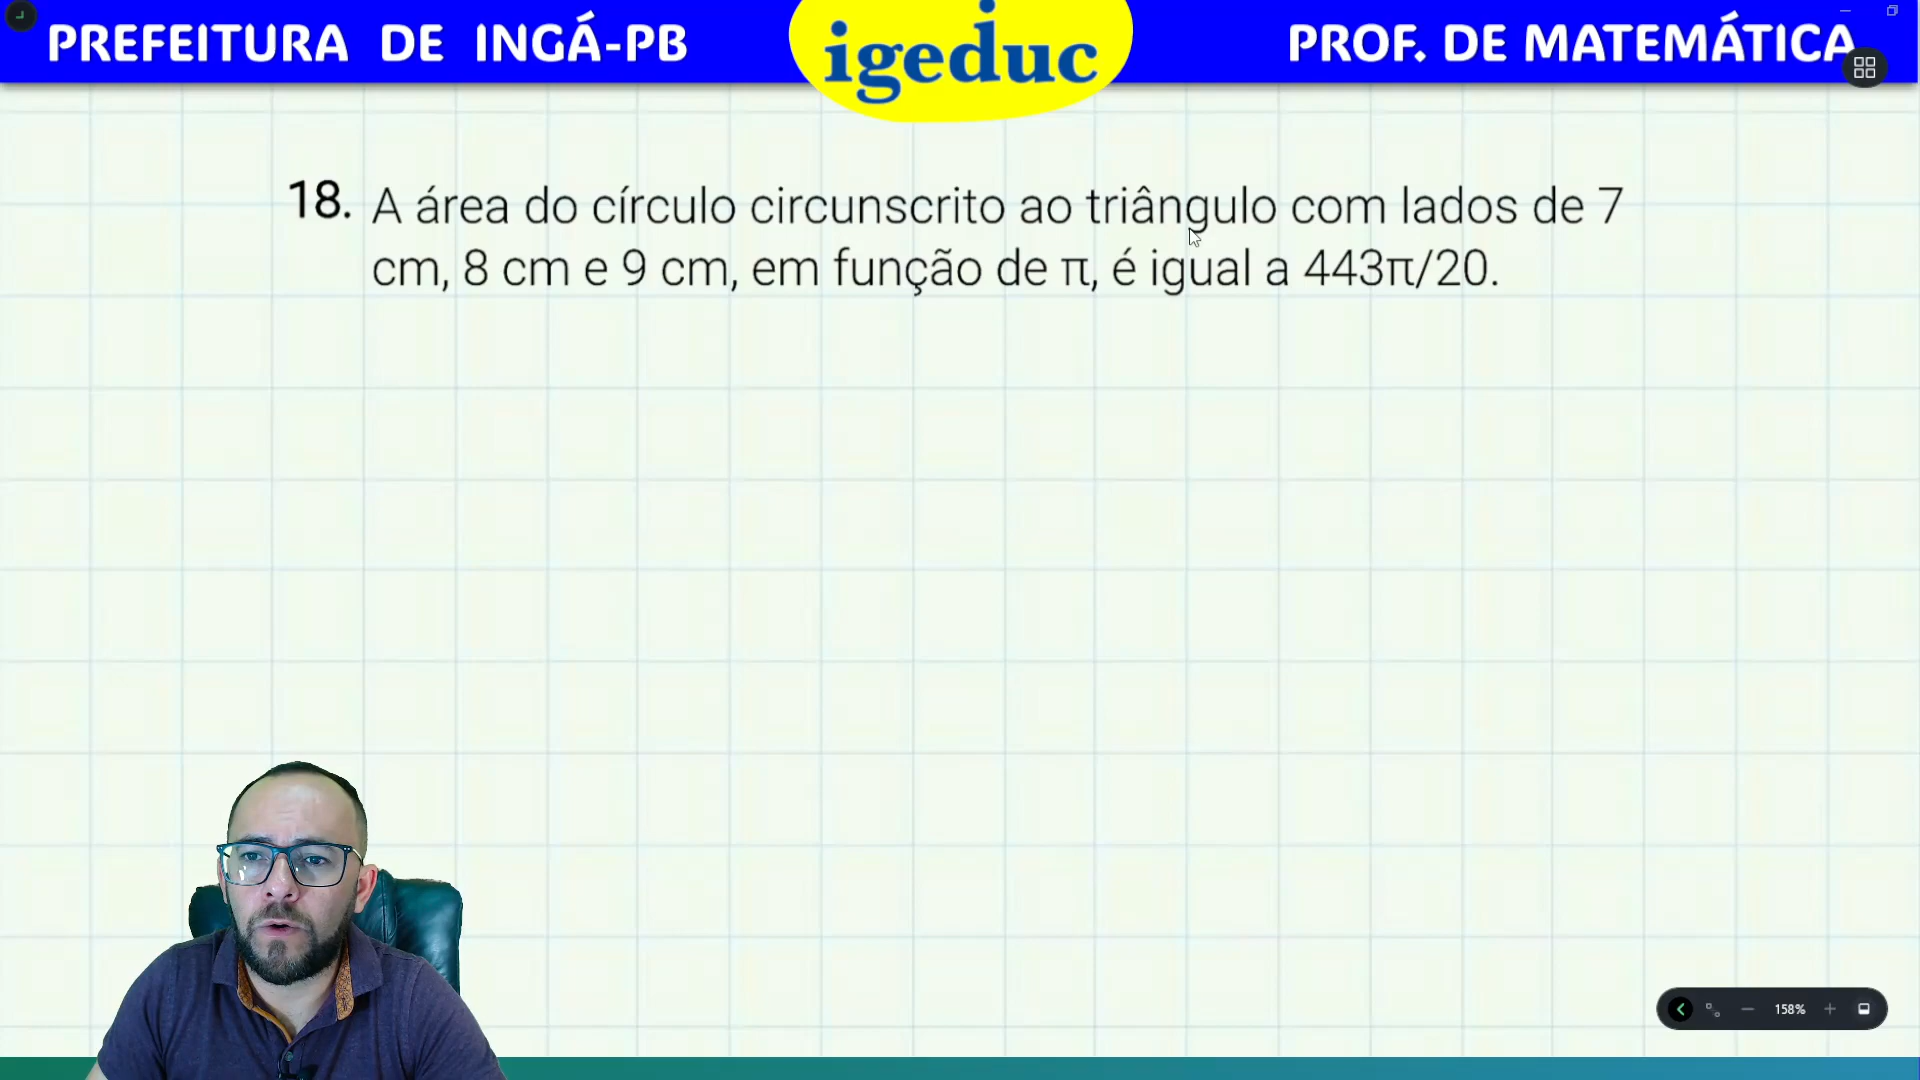 PREFEITURA DE INGÁ-PB
igeduc
PROF. DE MATEMÁTICA
18. A área do círculo circunscrito ao triângulo com lados de 7
cm, 8 cm e 9 cm, em função de π, é igual a 443π/20.
158%